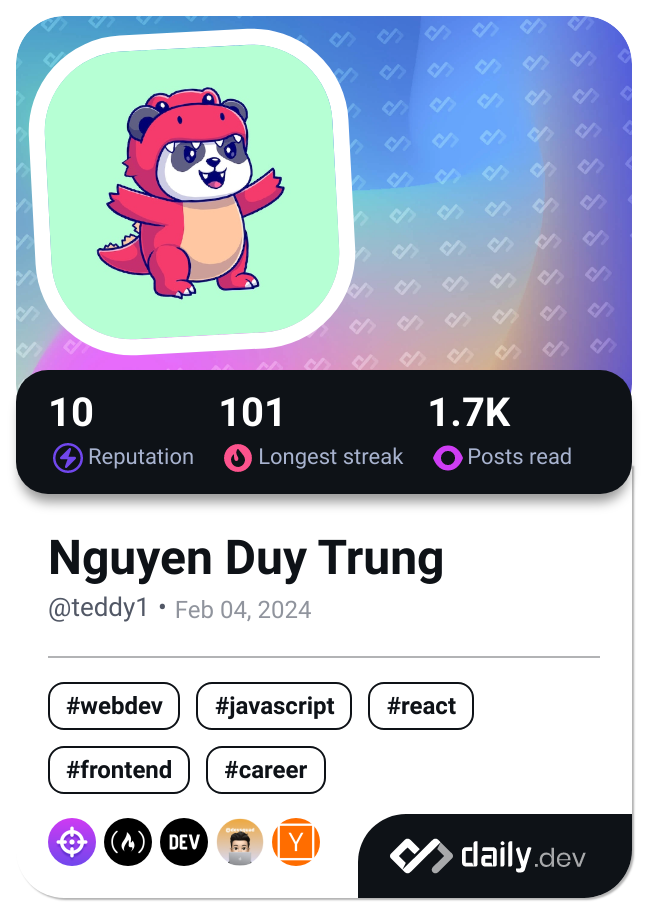 10 101 1.7K
Reputation Longest streak Posts read
Nguyen Duy Trung
@teddy1 • Feb 04, 2024
#webdev #javascript #react
#frontend #career
DEV Y
daily.dev